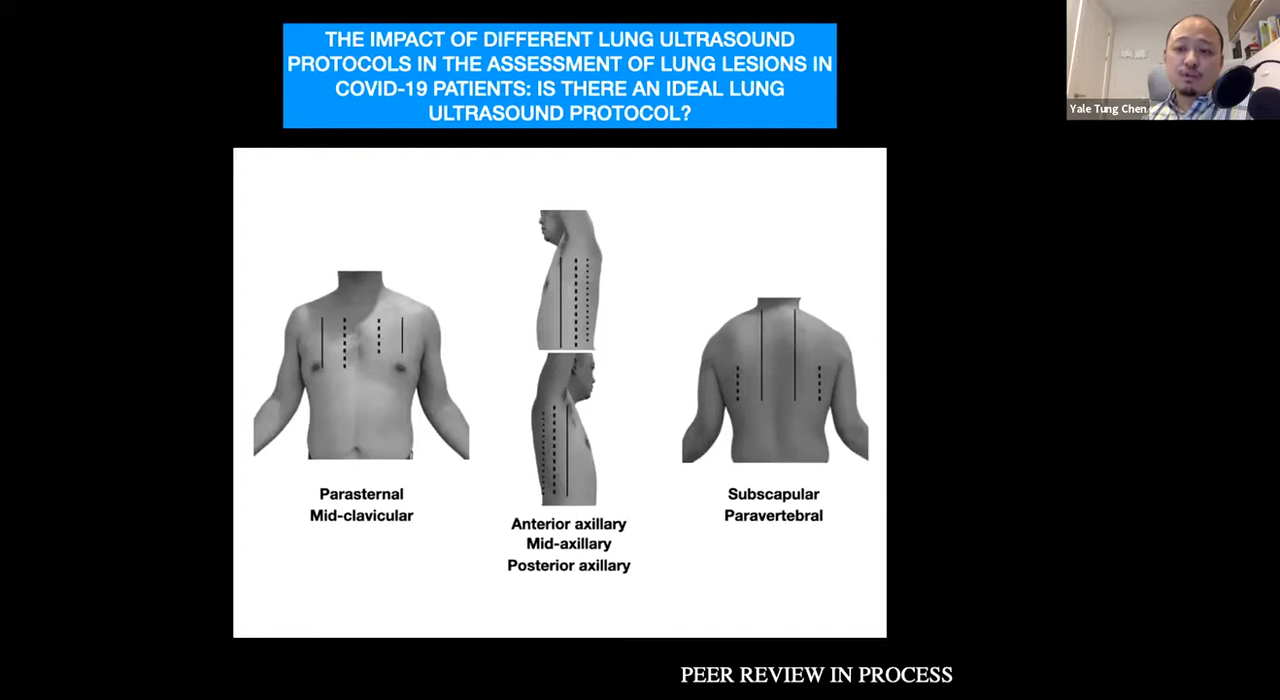 THE IMPACT OF DIFFERENT LUNG ULTRASOUND
PROTOCOLS IN THE ASSESSMENT OF LUNG LESIONS IN
COVID-19 PATIENTS: IS THERE AN IDEAL LUNG
ULTRASOUND PROTOCOL?
Yale Tung Chen
Parasternal
Mid-clavicular
Anterior axillary
Mid-axillary
Posterior axillary
Subscapular
Paravertebral
PEER REVIEW IN PROCESS